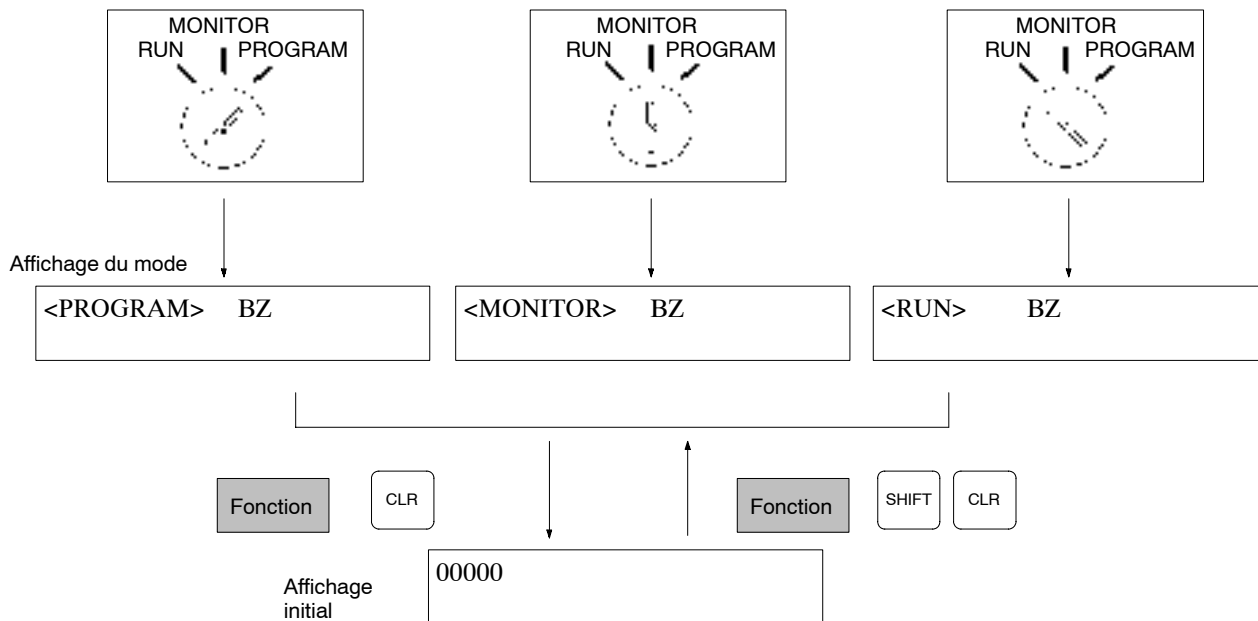 MONITOR
RUN PROGRAM
MONITOR
RUN PROGRAM
MONITOR
RUN PROGRAM
Affichage du mode
<PROGRAM> BZ
<MONITOR> BZ
<RUN> BZ
Fonction
CLR
Fonction
SHIFT
CLR
Affichage
initial
00000